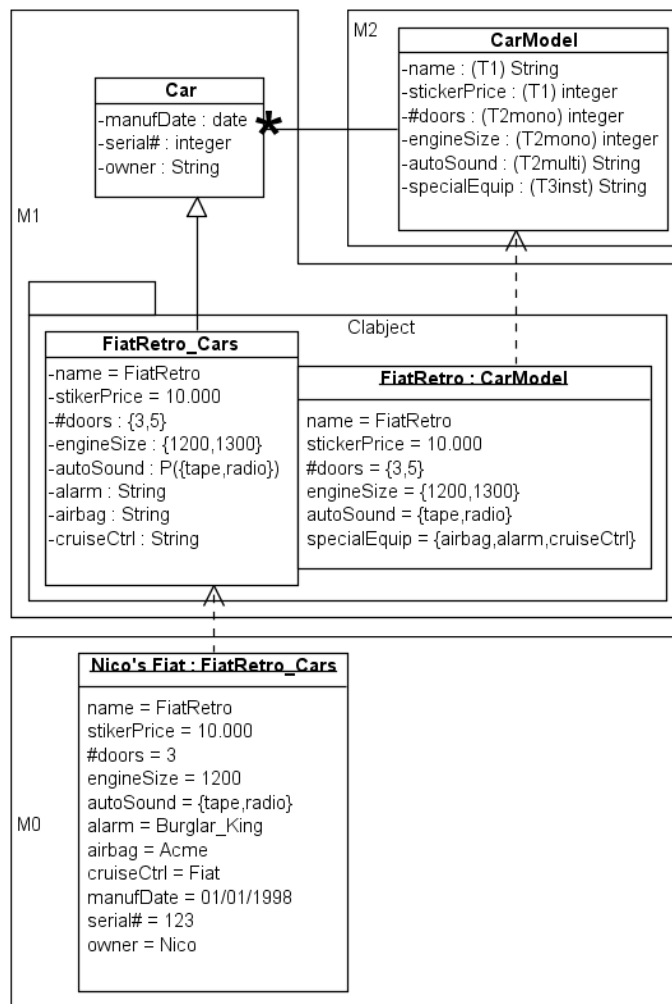 M2
CarModel
-name : (T1) String
-stickerPrice : (T1) integer
-#doors : (T2mono) integer
-engineSize : (T2mono) integer
-autoSound : (T2multi) String
-specialEquip : (T3inst) String
Car
-manufDate : date
-serial# : integer
-owner : String
*
M1
Clabject
FiatRetro_Cars
-name = FiatRetro
-stikerPrice = 10.000
-#doors : {3,5}
-engineSize : {1200,1300}
-autoSound : P({tape,radio})
-alarm : String
-airbag : String
-cruiseCtrl : String
FiatRetro : CarModel
name = FiatRetro
stickerPrice = 10.000
#doors = {3,5}
engineSize = {1200,1300}
autoSound = {tape,radio}
specialEquip = {airbag,alarm,cruiseCtrl}
M0
Nico's Fiat : FiatRetro_Cars
name = FiatRetro
stikerPrice = 10.000
#doors = 3
engineSize = 1200
autoSound = {tape,radio}
alarm = Burglar_King
airbag = Acme
cruiseCtrl = Fiat
manufDate = 01/01/1998
serial# = 123
owner = Nico